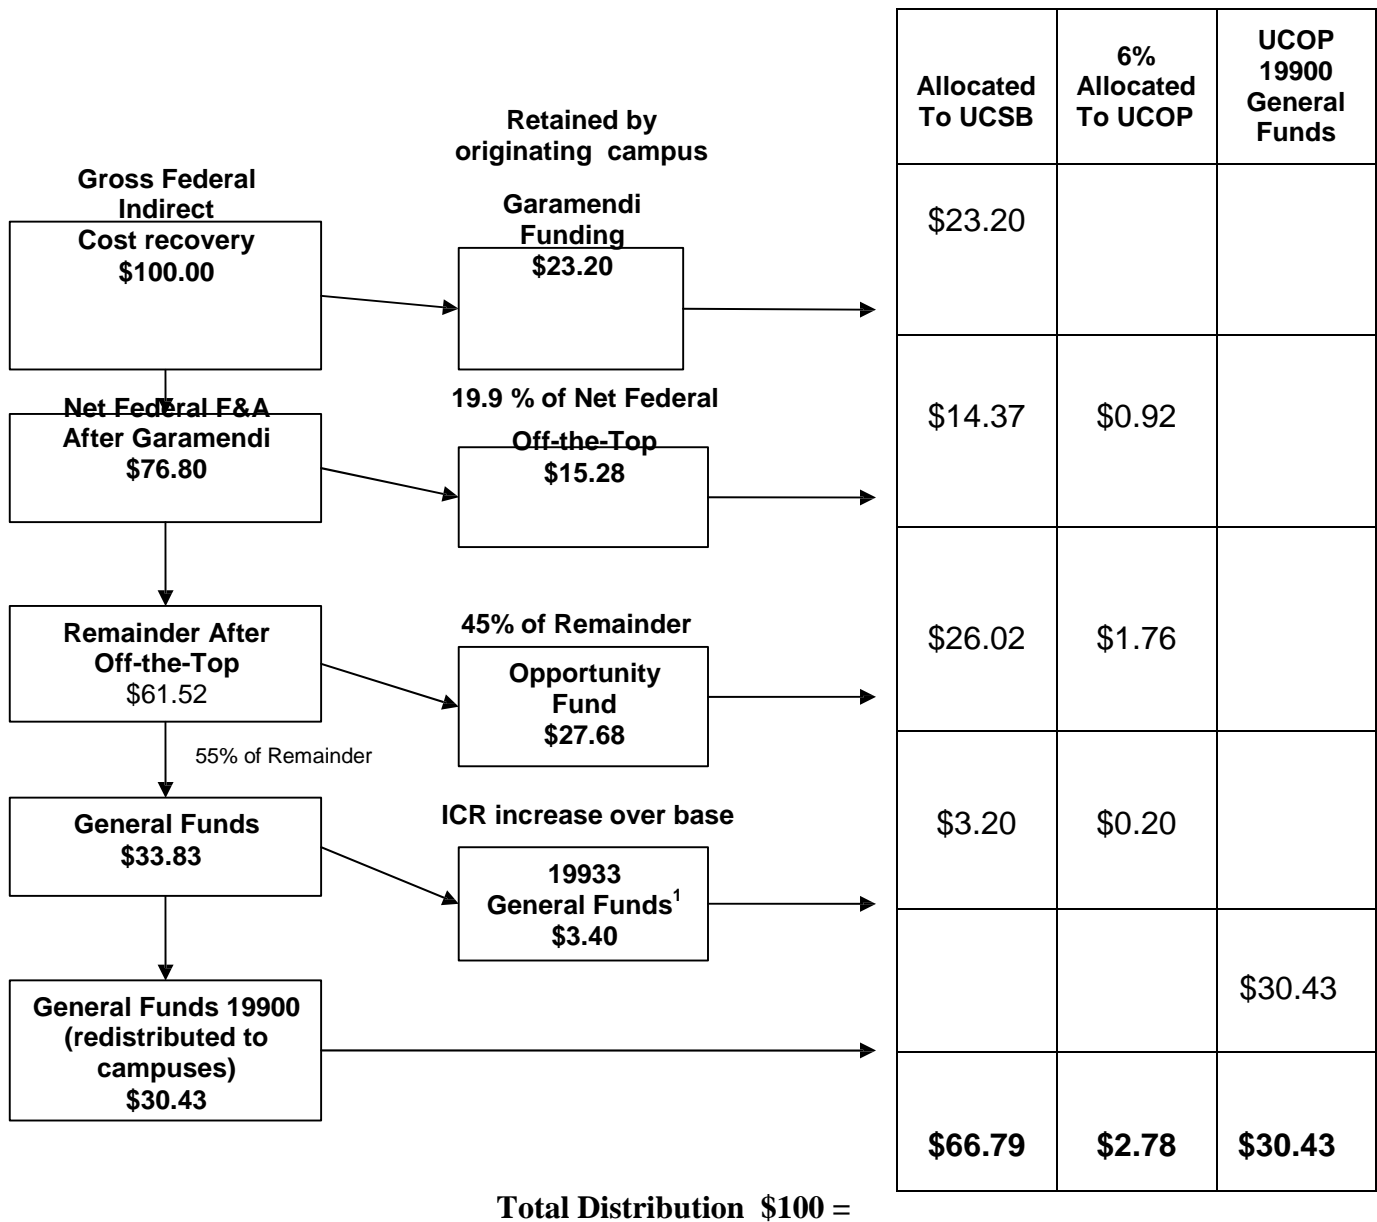 Allocated
To UCSB
6%
Allocated
To UCOP
UCOP
19900
General
Funds
Retained by
originating campus
Gross Federal
Indirect
Cost recovery
$100.00
Garamendi
Funding
$23.20
$23.20
Net Federal F&A
After Garamendi
$76.80
19.9 % of Net Federal
Off-the-Top
$15.28
$14.37
$0.92
Remainder After
Off-the-Top
$61.52
45% of Remainder
Opportunity
Fund
$27.68
$26.02
$1.76
55% of Remainder
General Funds
$33.83
ICR increase over base
19933
General Funds¹
$3.40
$3.20
$0.20
General Funds 19900
(redistributed to
campuses)
$30.43
$30.43
$66.79
$2.78
$30.43
Total Distribution $100 =